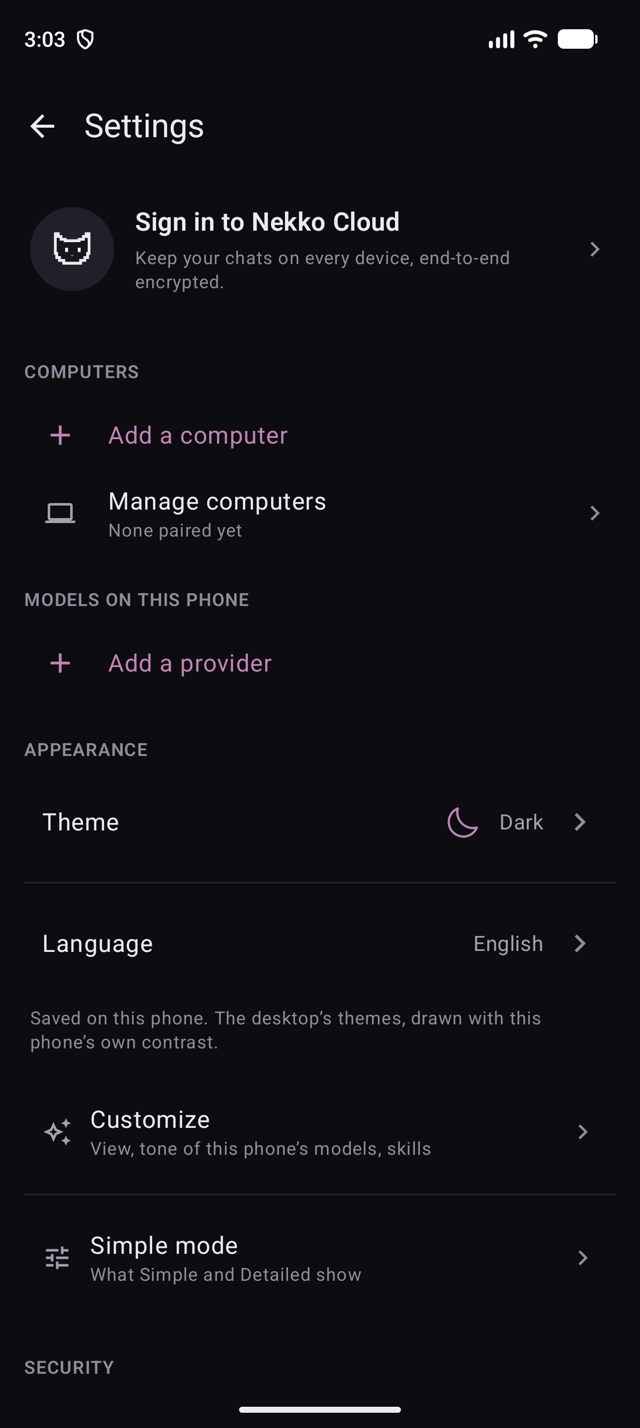 3:03
Settings
Sign in to Nekko Cloud
Keep your chats on every device, end-to-end
encrypted.
COMPUTERS
Add a computer
Manage computers
None paired yet
MODELS ON THIS PHONE
Add a provider
APPEARANCE
Theme
Dark
Language
English
Saved on this phone. The desktop’s themes, drawn with this
phone’s own contrast.
Customize
View, tone of this phone’s models, skills
Simple mode
What Simple and Detailed show
SECURITY